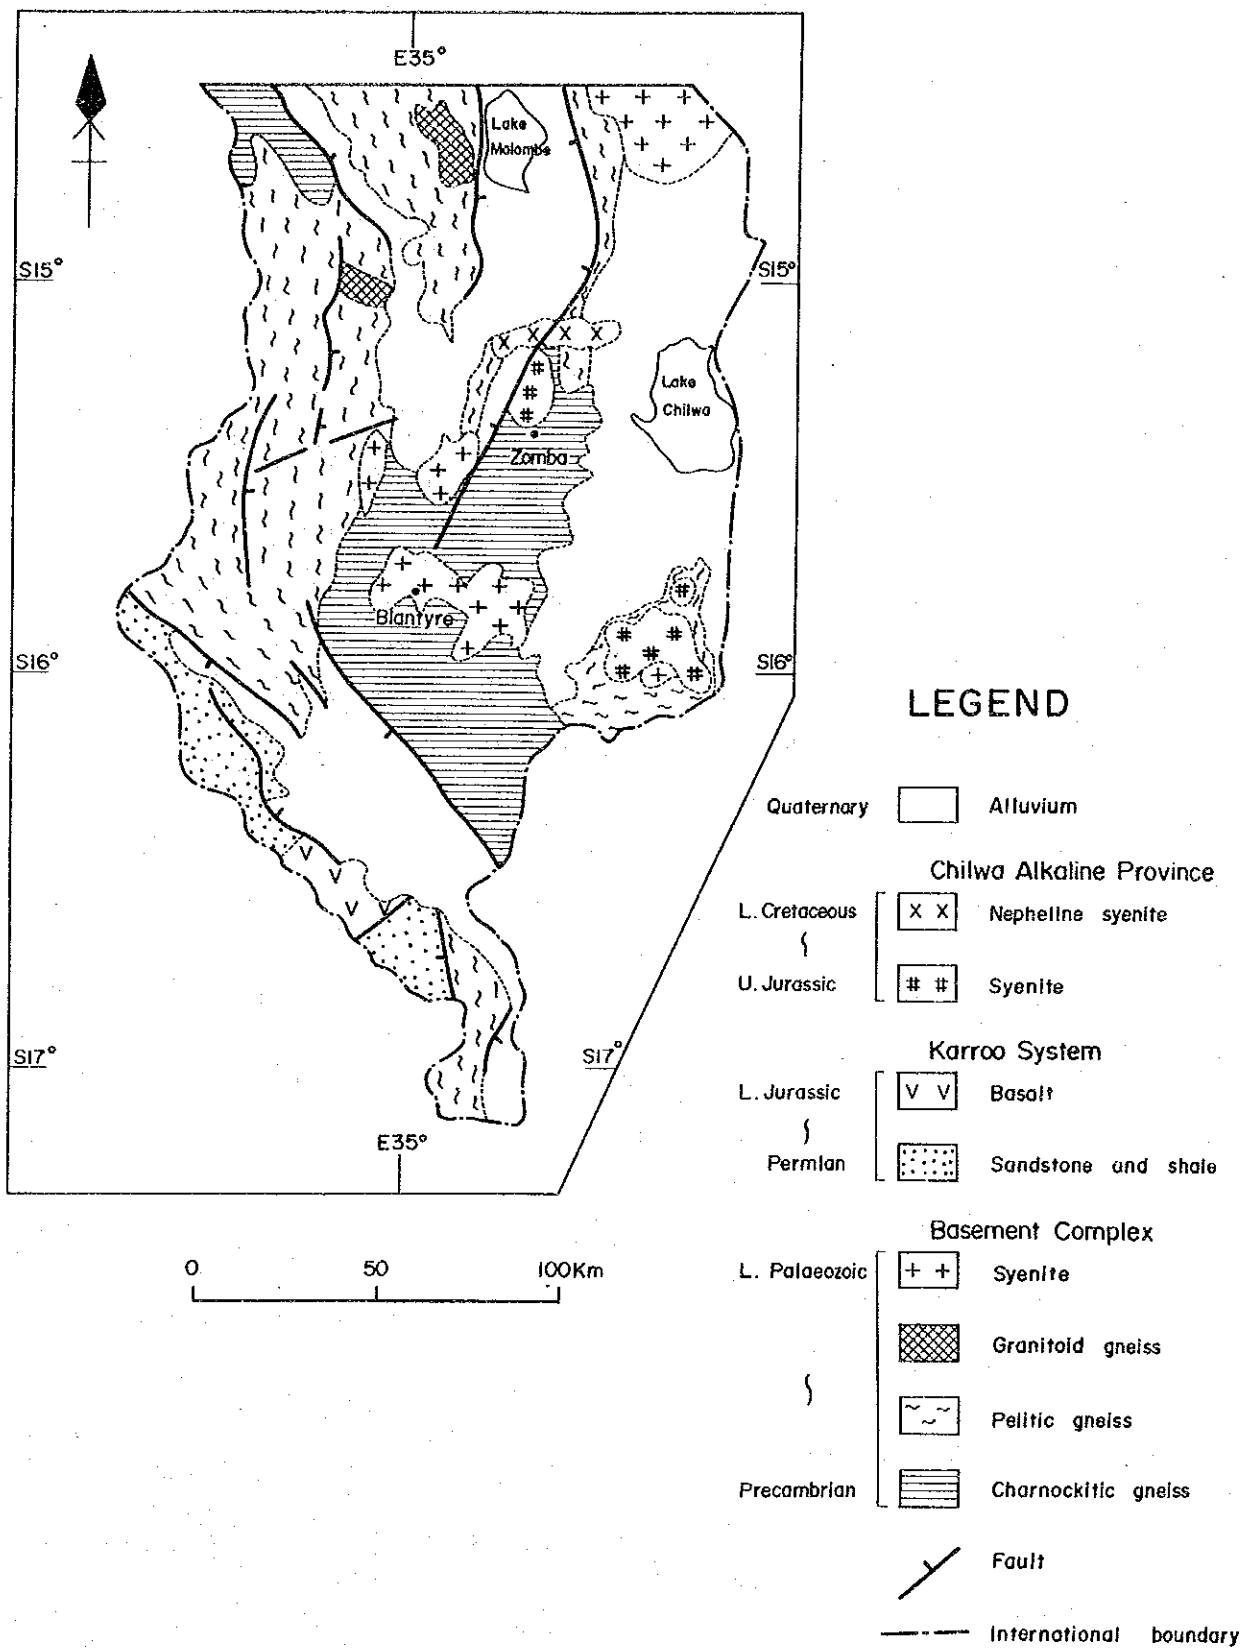 E35°
Lake
Malombe
S15°
S15°
Lake
Chilwa
Zomba
Blantyre
S16°
S16°
S17°
S17°
E35°
0 50 100Km
LEGEND
Quaternary Alluvium
Chilwa Alkaline Province
L. Cretaceous x x Nepheline syenite
U. Jurassic # # Syenite
Karroo System
L. Jurassic v v Basalt
Permian Sandstone and shale
Basement Complex
L. Palaeozoic + + Syenite
Granitoid gneiss
Pelitic gneiss
Precambrian Charnockitic gneiss
Fault
International boundary